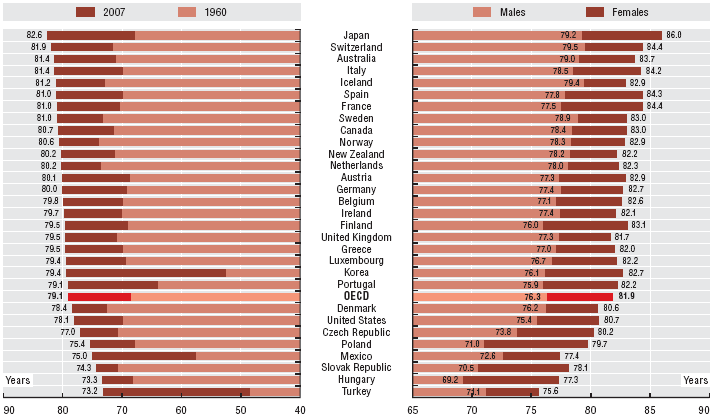 2007 1960 Males Females
82.6 Japan 79.2 86.0
81.9 Switzerland 79.5 84.4
81.4 Australia 79.0 83.7
81.4 Italy 78.5 84.2
81.2 Iceland 79.4 82.9
81.0 Spain 77.8 84.3
81.0 France 77.5 84.4
81.0 Sweden 78.9 83.0
80.7 Canada 78.4 83.0
80.6 Norway 78.3 82.9
80.2 New Zealand 78.2 82.2
80.2 Netherlands 78.0 82.3
80.1 Austria 77.3 82.9
80.0 Germany 77.4 82.7
79.8 Belgium 77.1 82.6
79.7 Ireland 77.4 82.1
79.5 Finland 76.0 83.1
79.5 United Kingdom 77.3 81.7
79.5 Greece 77.0 82.0
79.4 Luxembourg 76.7 82.2
79.4 Korea 76.1 82.7
79.1 Portugal 75.9 82.2
79.1 OECD 76.3 81.9
78.4 Denmark 76.2 80.6
78.1 United States 75.4 80.7
77.0 Czech Republic 73.8 80.2
75.4 Poland 71.0 79.7
75.0 Mexico 72.6 77.4
74.3 Slovak Republic 70.5 78.1
Years 73.3 Hungary 69.2 77.3 Years
73.2 Turkey 71.1 75.6
90 80 70 60 50 40 65 70 75 80 85 90